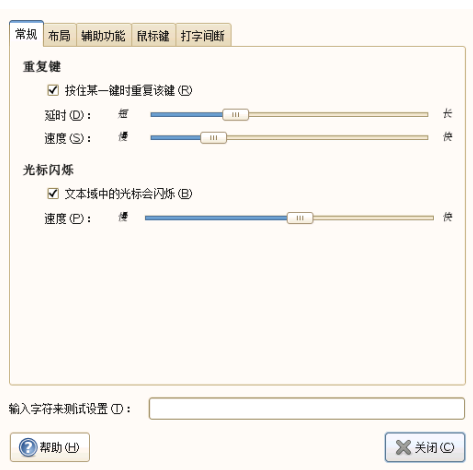 常规 布局 辅助功能 鼠标键 打字间断
重复键
按住某一键时重复该键(R)
延时(D)： 短 长
速度(S)： 慢 快
光标闪烁
文本域中的光标会闪烁(B)
速度(P)： 慢 快
输入字符来测试设置(T)：
帮助(H) 关闭(C)